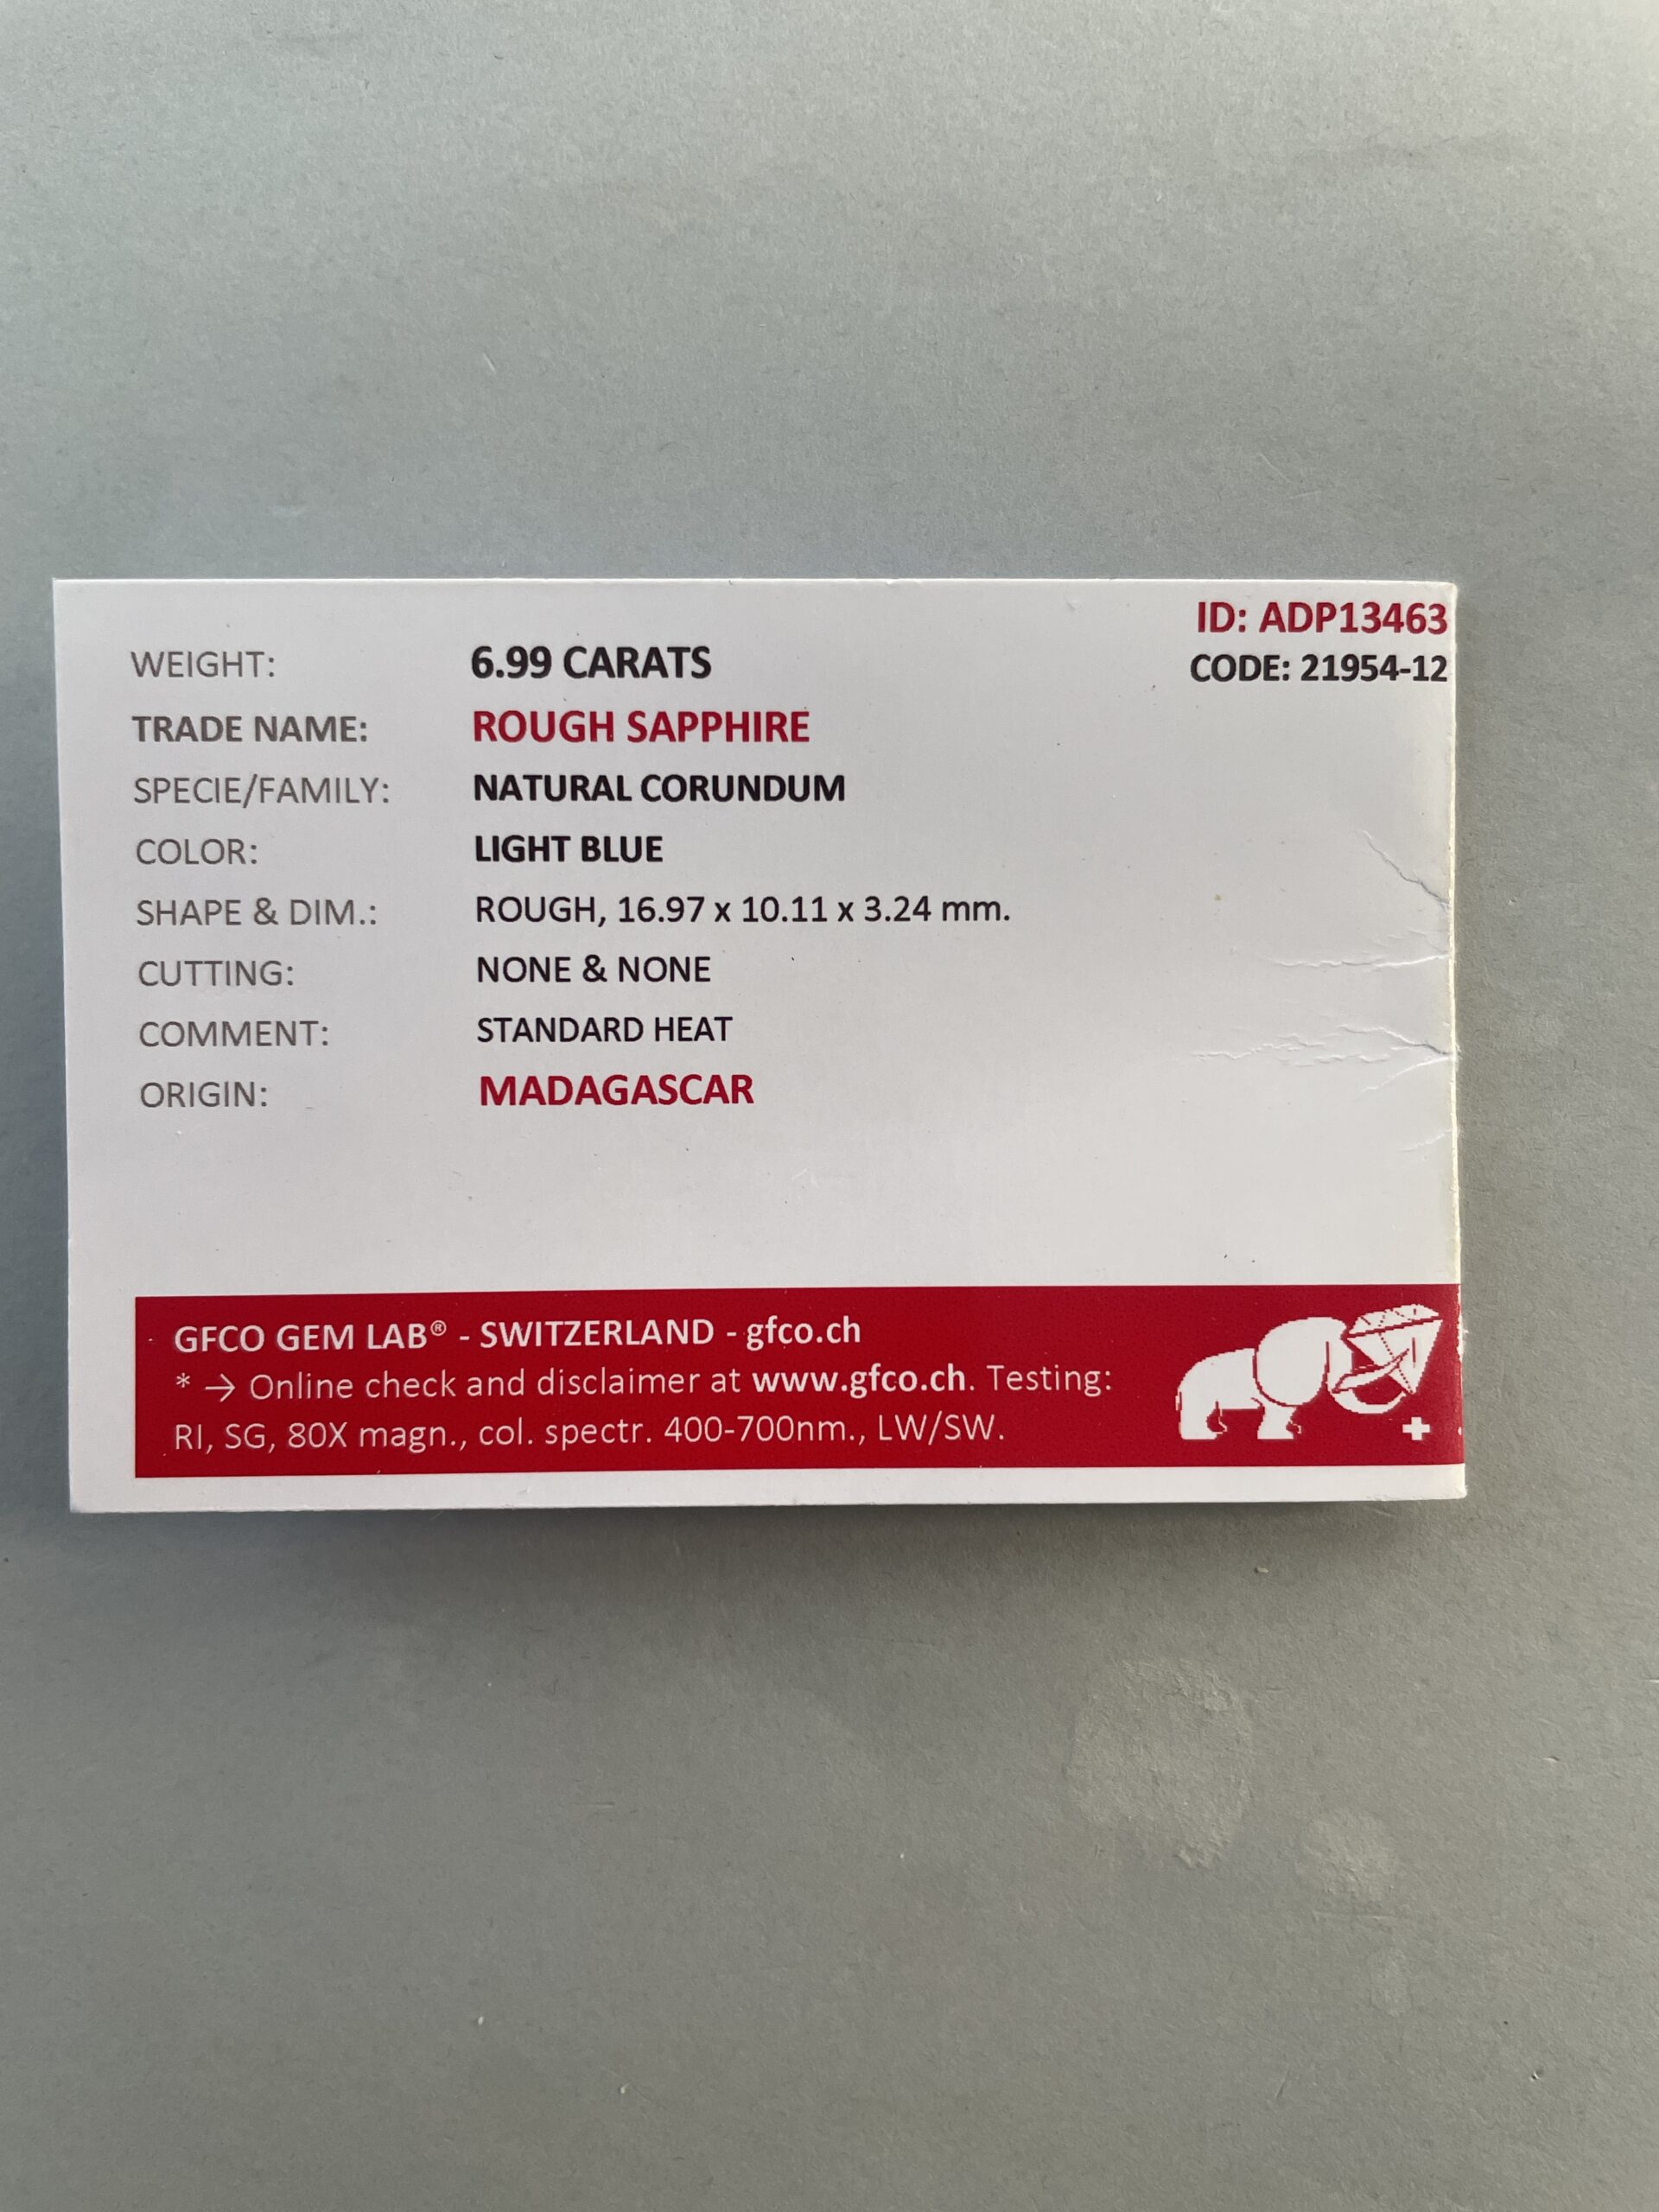 ID: ADP13463
CODE: 21954-12
WEIGHT: 6.99 CARATS
TRADE NAME: ROUGH SAPPHIRE
SPECIE/FAMILY: NATURAL CORUNDUM
COLOR: LIGHT BLUE
SHAPE & DIM.: ROUGH, 16.97 x 10.11 x 3.24 mm.
CUTTING: NONE & NONE
COMMENT: STANDARD HEAT
ORIGIN: MADAGASCAR
GFCO GEM LAB® - SWITZERLAND - gfco.ch
* → Online check and disclaimer at www.gfco.ch. Testing:
RI, SG, 80X magn., col. spectr. 400-700nm., LW/SW.